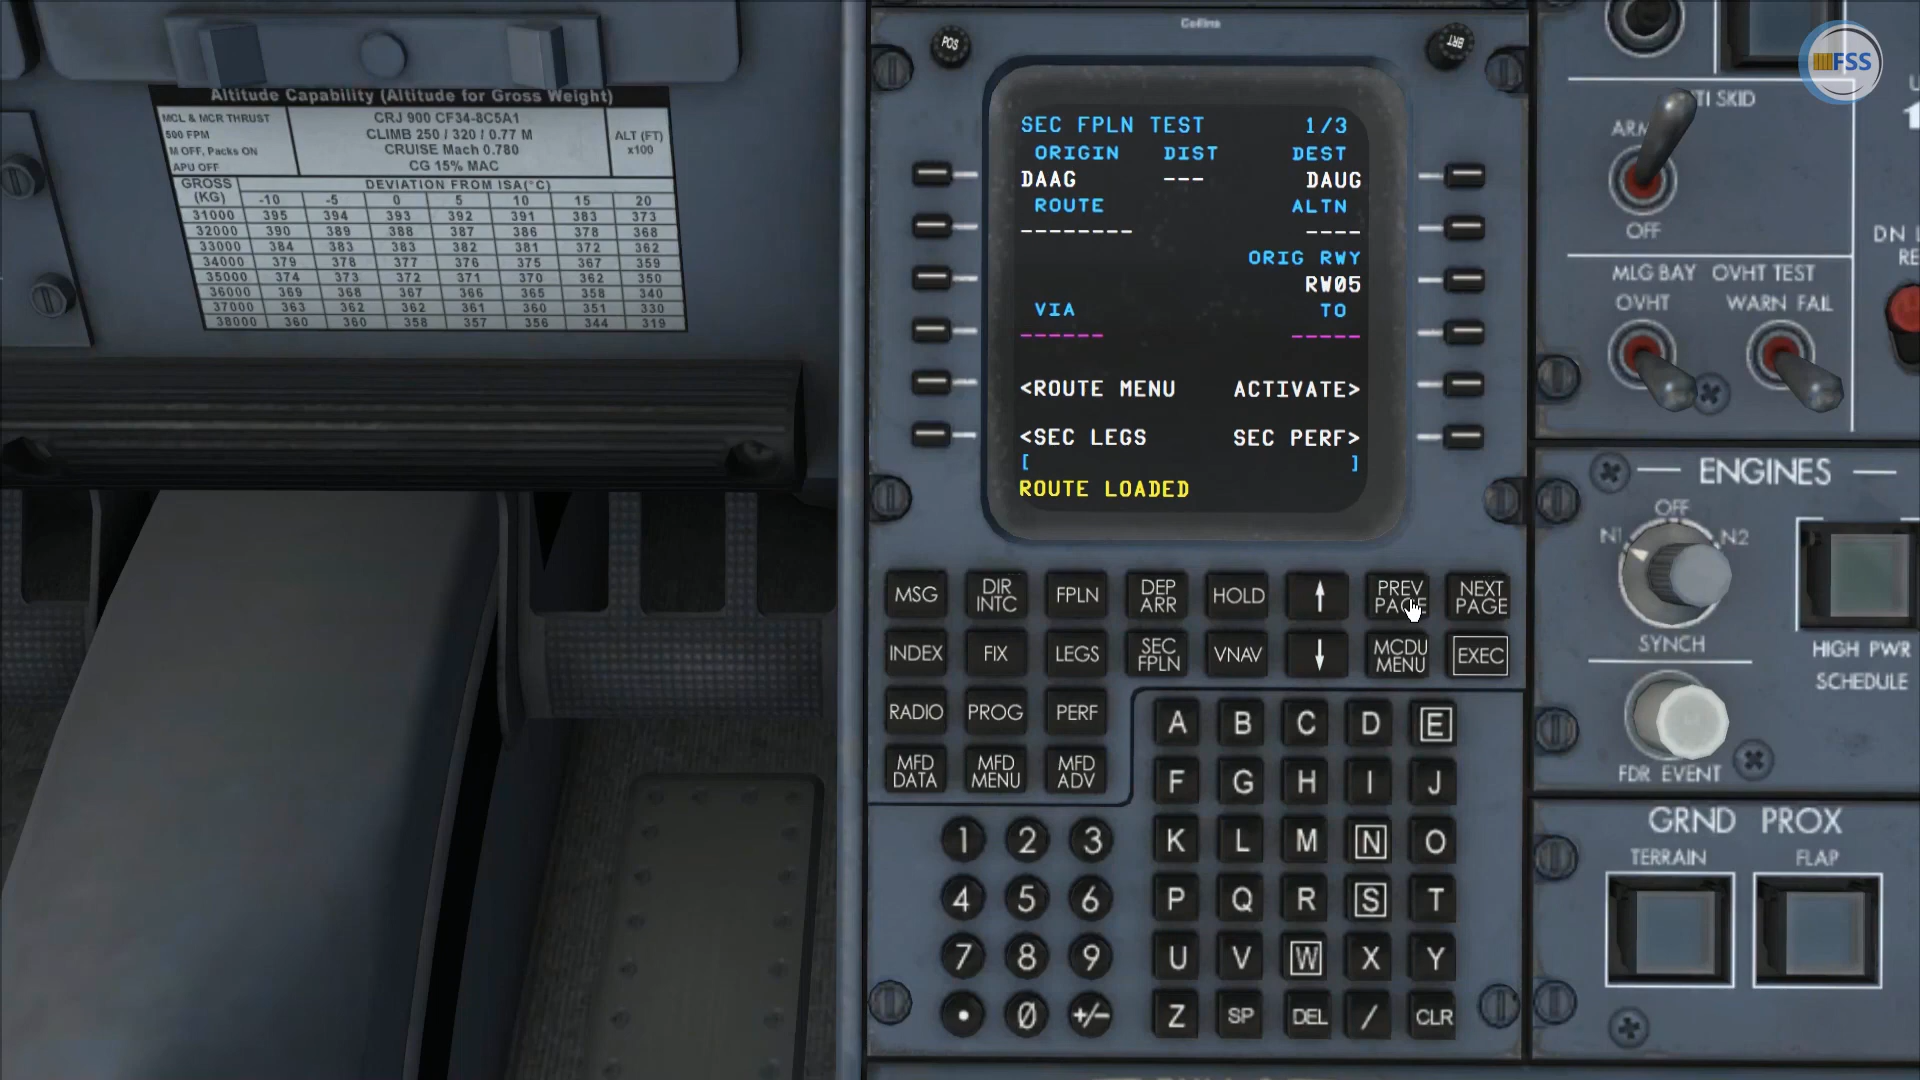 Collins
POS
BRT
FSS
Altitude Capability (Altitude for Gross Weight)
MCL & MCR THRUST
500 FPM
M OFF, Packs ON
APU OFF
CRJ 900 CF34-8C5A1
CLIMB 250 / 320 / 0.77 M
CRUISE Mach 0.780
CG 15% MAC
ALT (FT)
x100
GROSS
(KG)
DEVIATION FROM ISA(°C)
-10 -5 0 5 10 15 20
31000 395 394 393 392 391 383 373
32000 390 389 388 387 386 378 368
33000 384 383 383 382 381 372 362
34000 379 378 377 376 375 367 359
35000 374 373 372 371 370 362 350
36000 369 368 367 366 365 358 340
37000 363 362 362 361 360 351 330
38000 360 360 358 357 356 344 319
SEC FPLN TEST 1/3
ORIGIN DIST DEST
DAAG --- DAUG
ROUTE ALTN
-------- ----
ORIG RWY
RW05
VIA TO
------ -----
<ROUTE MENU ACTIVATE>
<SEC LEGS SEC PERF>
[ ]
ROUTE LOADED
MSG DIR INTC FPLN DEP ARR HOLD ↑ PREV PAGE NEXT PAGE
INDEX FIX LEGS SEC FPLN VNAV ↓ MCDU MENU EXEC
RADIO PROG PERF
MFD DATA MFD MENU MFD ADV
A B C D E
F G H I J
K L M N O
P Q R S T
U V W X Y
Z SP DEL / CLR
1 2 3
4 5 6
7 8 9
• 0 +/-
TI SKID
ARM
OFF
DN L
RE
MLG BAY OVHT TEST
OVHT WARN FAIL
ENGINES
OFF
N1 N2
SYNCH
HIGH PWR
SCHEDULE
FDR EVENT
GRND PROX
TERRAIN FLAP